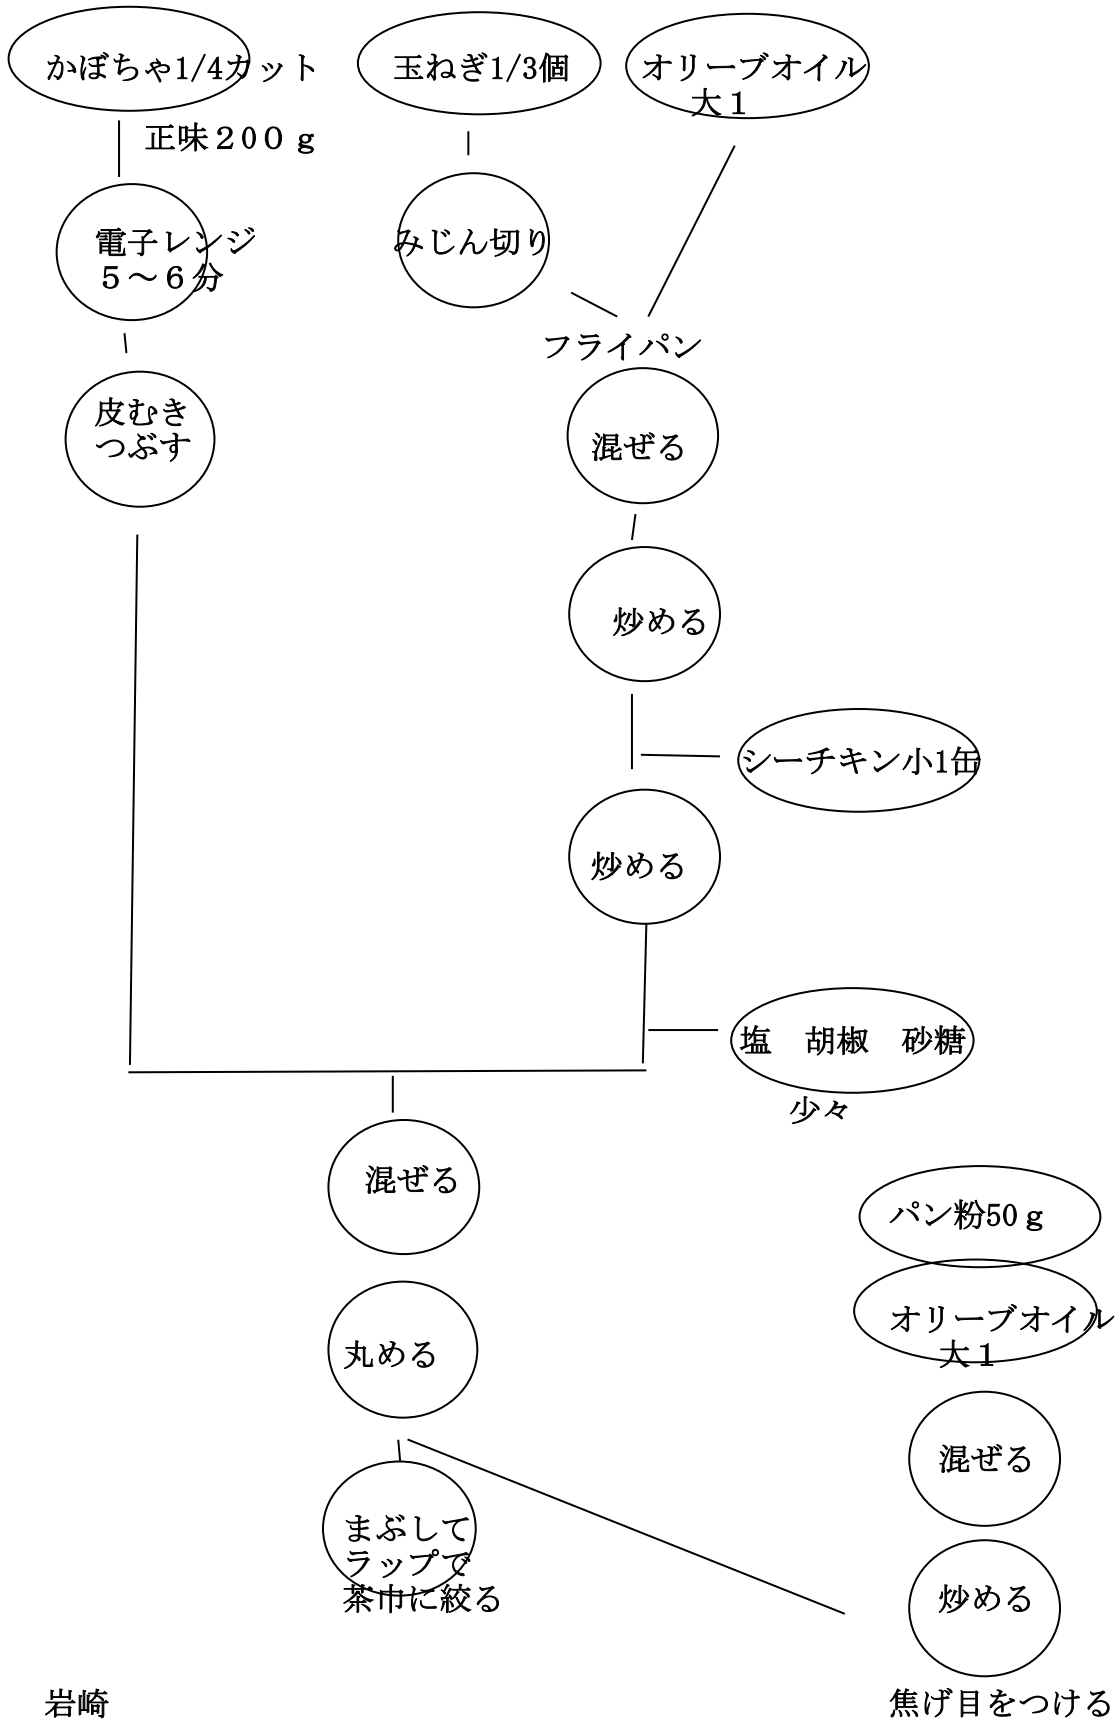 かぼちゃ1/4カット
玉ねぎ1/3個
オリーブオイル
大１
正味２００ｇ
電子レンジ
５～６分
みじん切り
フライパン
皮むき
つぶす
混ぜる
炒める
シーチキン小1缶
炒める
塩　胡椒　砂糖
少々
混ぜる
パン粉50ｇ
オリーブオイル
大１
丸める
混ぜる
まぶして
ラップで
茶巾に絞る
炒める
岩崎
焦げ目をつける